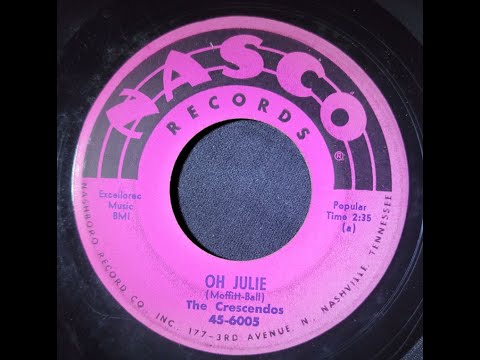 NASCO
RECORDS
®
Excellorec
Music
BMI
Popular
Time 2:35
(a)
OH JULIE
(Moffitt-Ball)
The Crescendos
45-6005
NASHBORO RECORD CO., INC., 177-3RD AVENUE, N., NASHVILLE, TENNESSEE